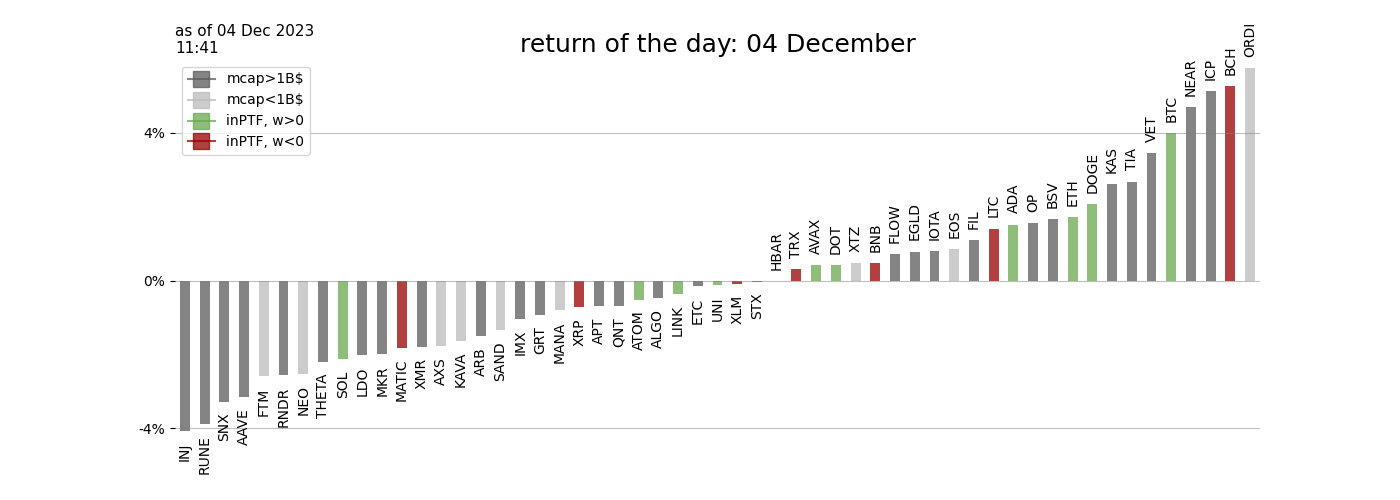 as of 04 Dec 2023
11:41
return of the day: 04 December
mcap>1B$
mcap<1B$
inPTF, w>0
inPTF, w<0
4%
0%
-4%
INJ
RUNE
SNX
AAVE
FTM
RNDR
NEO
THETA
SOL
LDO
MKR
MATIC
XMR
AXS
KAVA
ARB
SAND
IMX
GRT
MANA
XRP
APT
QNT
ATOM
ALGO
LINK
ETC
UNI
XLM
STX
HBAR
TRX
AVAX
DOT
XTZ
BNB
FLOW
EGLD
IOTA
EOS
FIL
LTC
ADA
OP
BSV
ETH
DOGE
KAS
TIA
VET
BTC
NEAR
ICP
BCH
ORDI